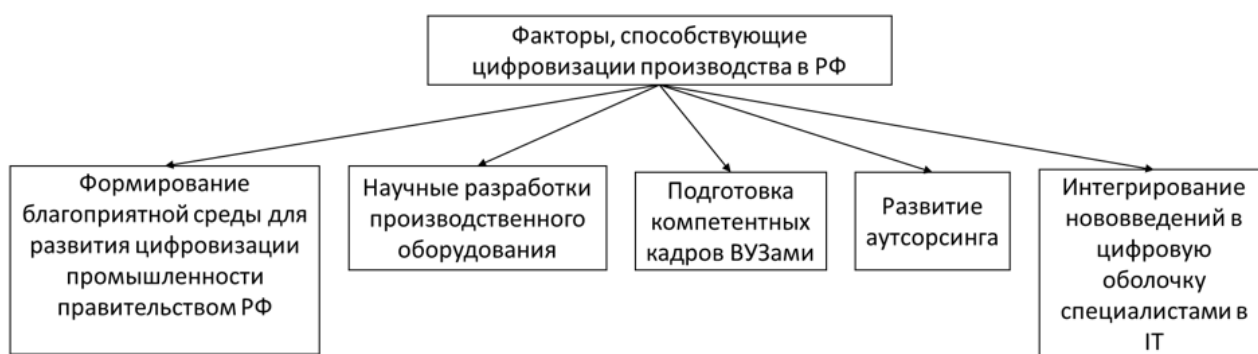 Факторы, способствующие
цифровизации производства в РФ
Формирование
благоприятной среды для
развития цифровизации
промышленности
правительством РФ
Научные разработки
производственного
оборудования
Подготовка
компетентных
кадров ВУЗами
Развитие
аутсорсинга
Интегрирование
нововведений в
цифровую
оболочку
специалистами в
IT